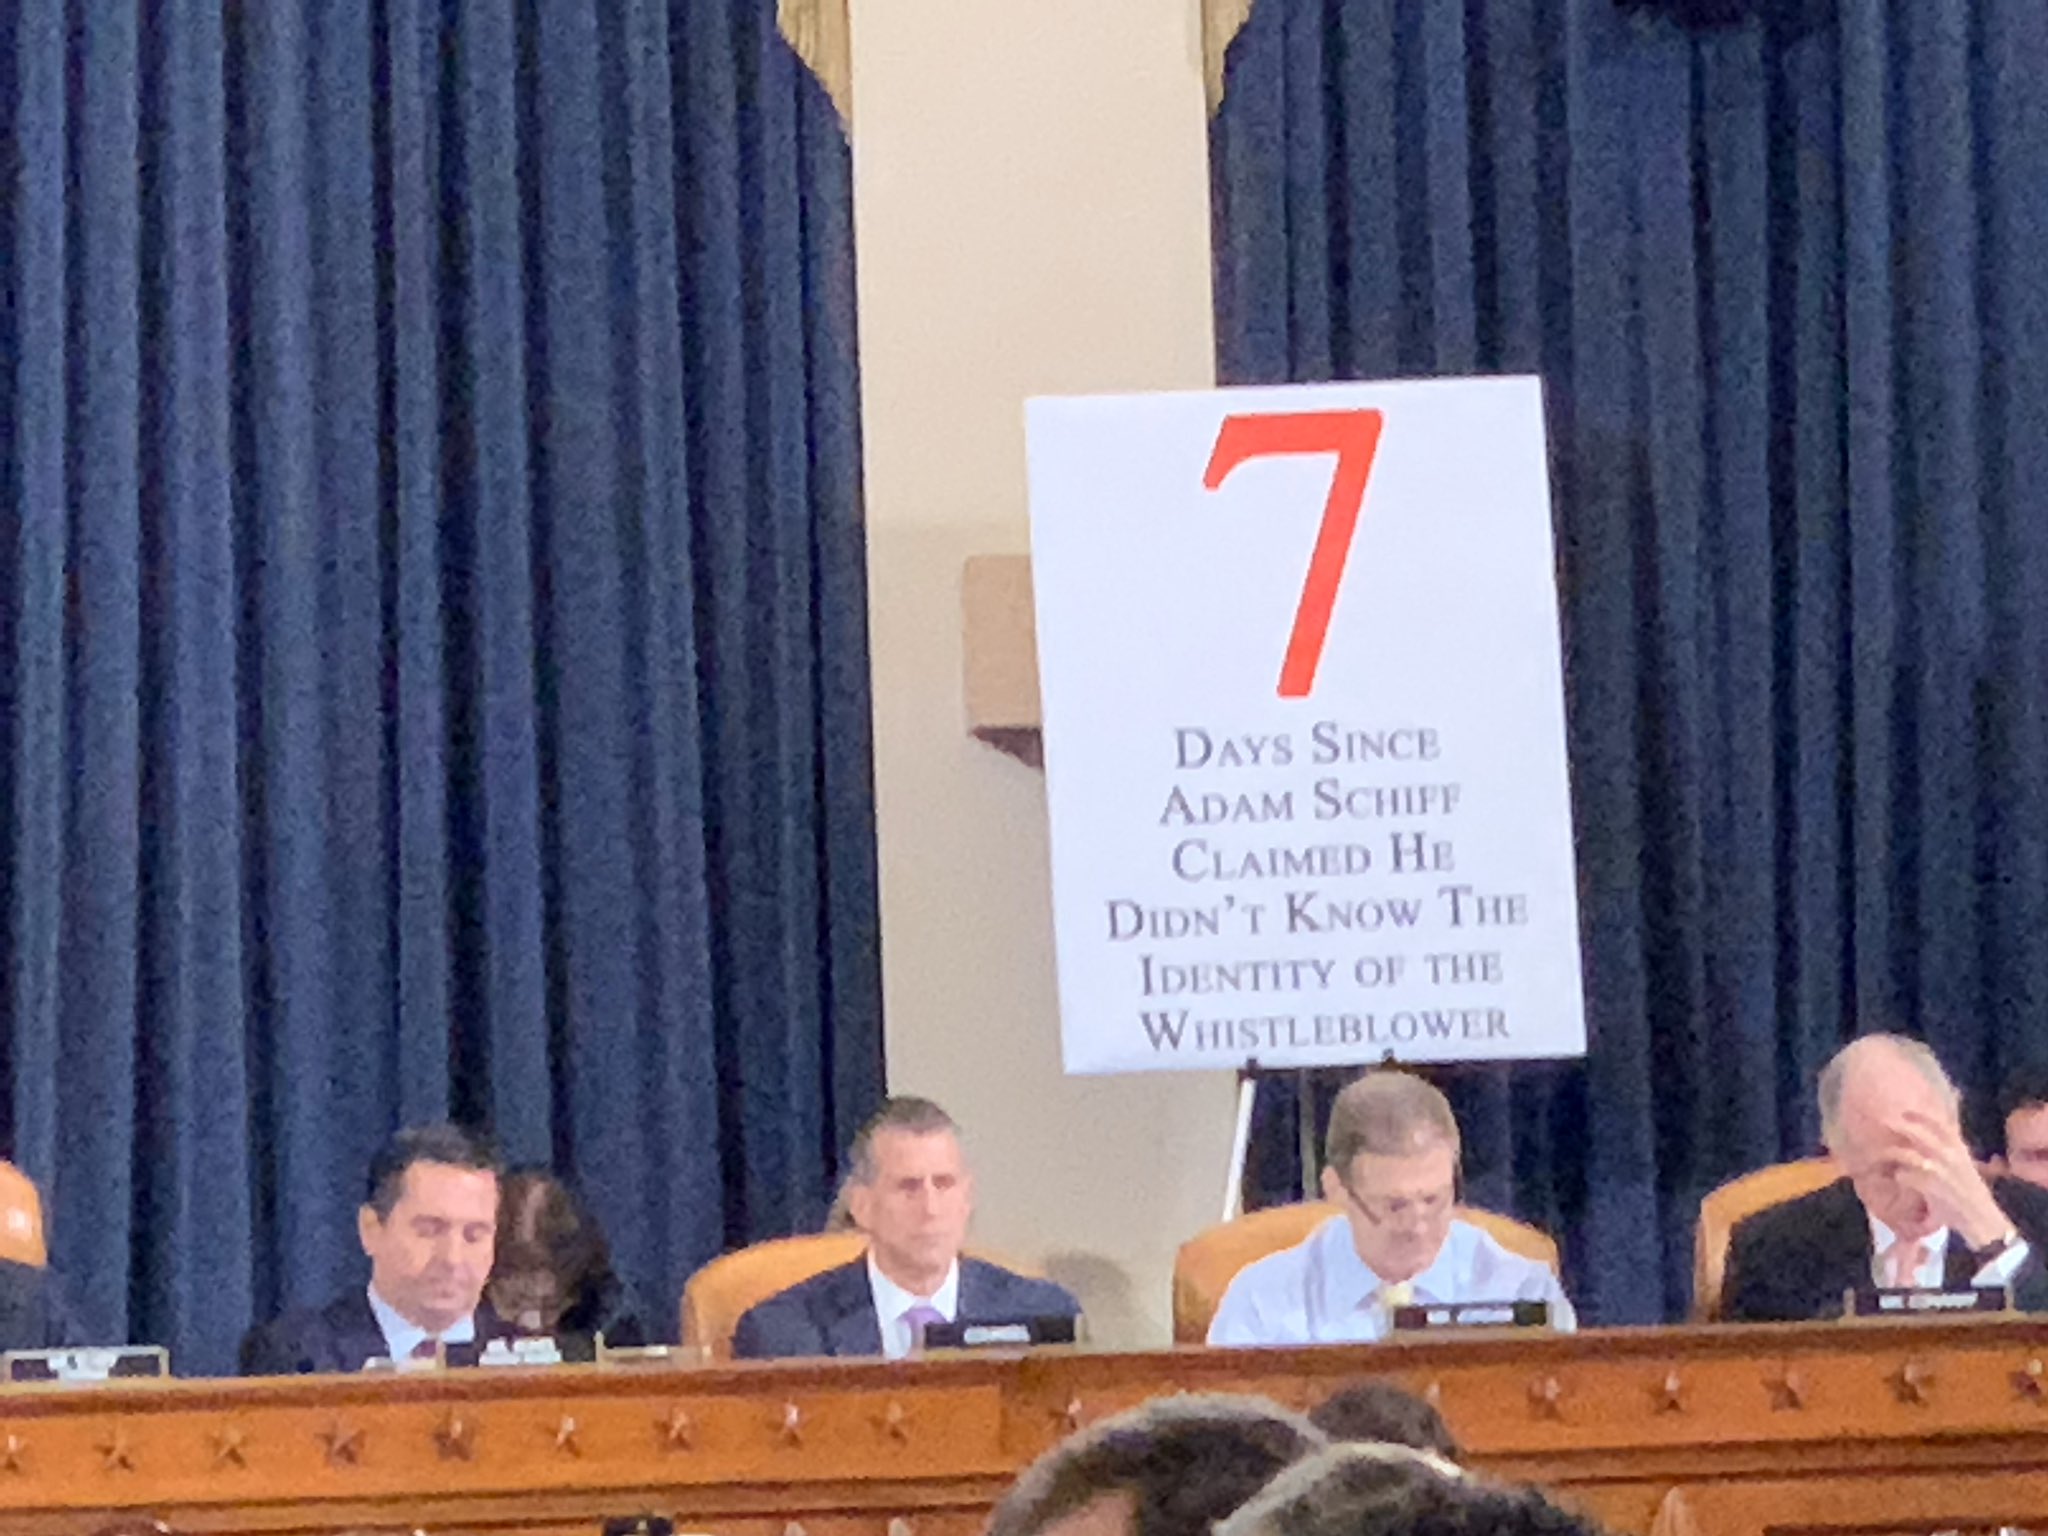 7
Days Since
Adam Schiff
Claimed He
Didn't Know The
Identity of the
Whistleblower